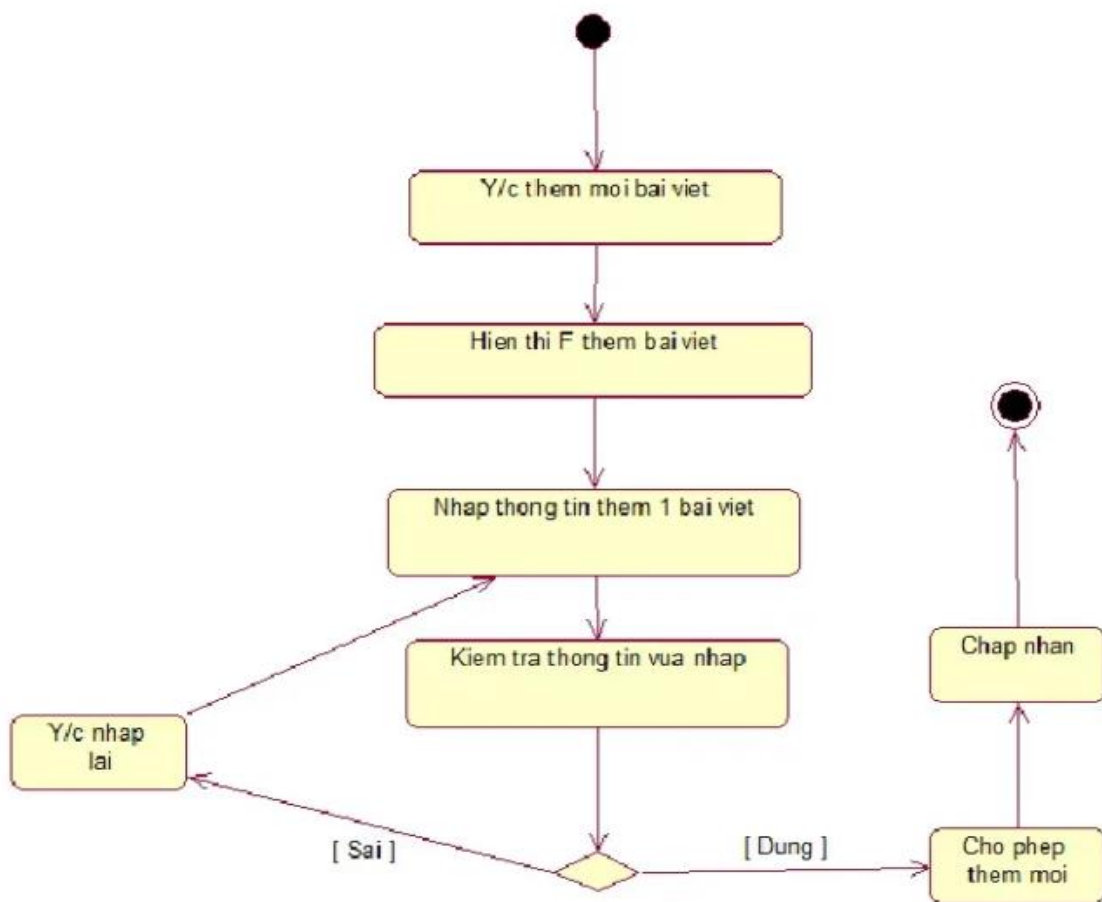 Y/c them moi bai viet
Hien thi F them bai viet
Nhap thong tin them 1 bai viet
Kiem tra thong tin vua nhap
Chap nhan
Y/c nhap
lai
[ Sai ]
[ Dung ]
Cho phep
them moi